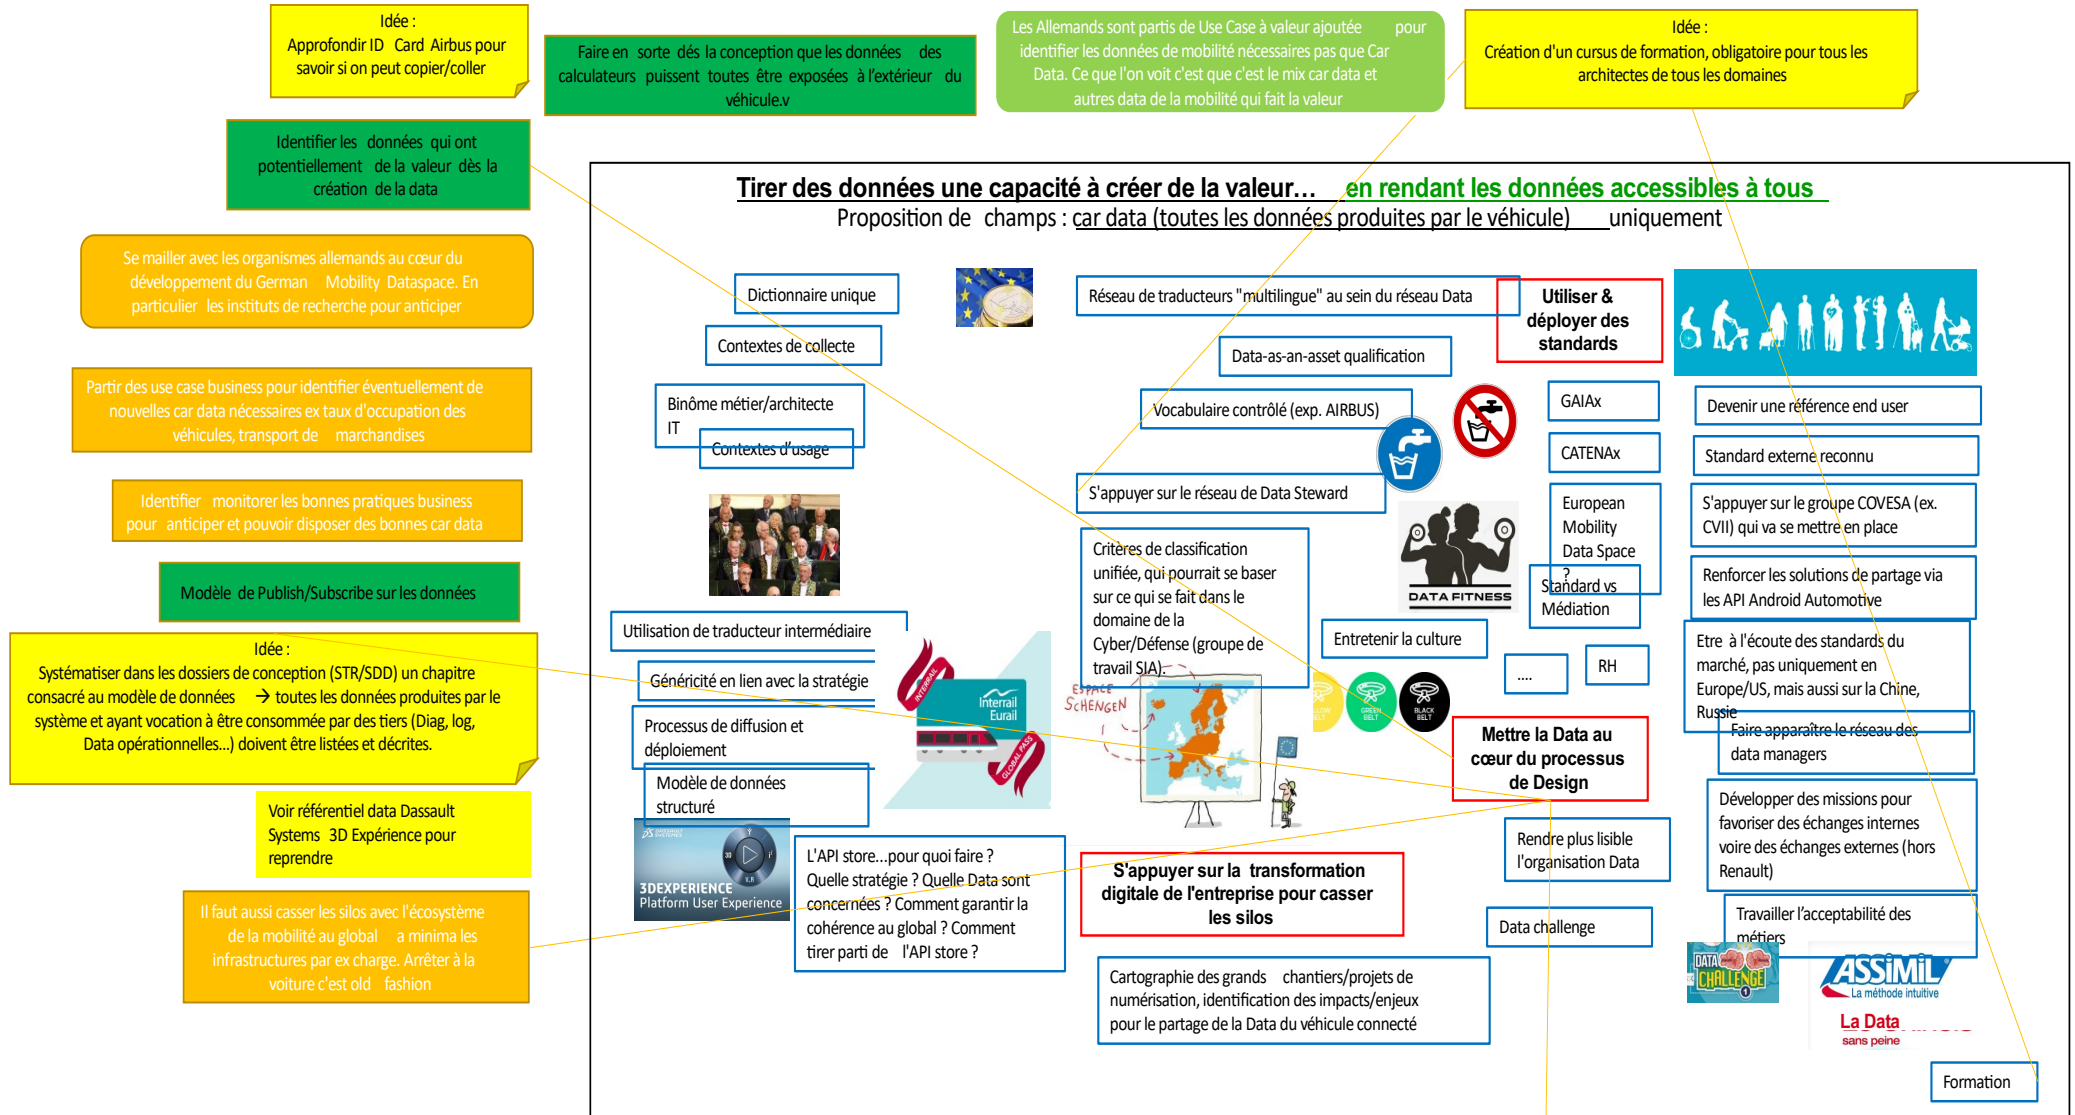 Idée :
Approfondir ID Card Airbus pour
savoir si on peut copier/coller
Faire en sorte dés la conception que les données des
calculateurs puissent toutes être exposées à l'extérieur du
véhicule.v
Les Allemands sont partis de Use Case à valeur ajoutée pour
identifier les données de mobilité nécessaires pas que Car
Data. Ce que l'on voit c'est que c'est le mix car data et
autres data de la mobilité qui fait la valeur
Idée :
Création d'un cursus de formation, obligatoire pour tous les
architectes de tous les domaines
Identifier les données qui ont
potentiellement de la valeur dès la
création de la data
Se mailler avec les organismes allemands au cœur du
développement du German Mobility Dataspace. En
particulier les instituts de recherche pour anticiper
Partir des use case business pour identifier éventuellement de
nouvelles car data nécessaires ex taux d'occupation des
véhicules, transport de marchandises
Identifier monitorer les bonnes pratiques business
pour anticiper et pouvoir disposer des bonnes car data
Modèle de Publish/Subscribe sur les données
Idée :
Systématiser dans les dossiers de conception (STR/SDD) un chapitre
consacré au modèle de données → toutes les données produites par le
système et ayant vocation à être consommée par des tiers (Diag, log,
Data opérationnelles...) doivent être listées et décrites.
Voir référentiel data Dassault
Systems 3D Expérience pour
reprendre
Il faut aussi casser les silos avec l'écosystème
de la mobilité au global a minima les
infrastructures par ex charge. Arrêter à la
voiture c'est old fashion
Tirer des données une capacité à créer de la valeur… en rendant les données accessibles à tous
Proposition de champs : car data (toutes les données produites par le véhicule) uniquement
Dictionnaire unique
Contextes de collecte
Binôme métier/architecte
IT
Contextes d'usage
Utilisation de traducteur intermédiaire
Généricité en lien avec la stratégie
Processus de diffusion et
déploiement
Modèle de données
structuré
INTERRAIL
Interrail
Eurail
GLOBAL PASS
DASSAULT
SYSTEMES
3D
V.R
3DEXPERIENCE
Platform User Experience
L'API store...pour quoi faire ?
Quelle stratégie ? Quelle Data sont
concernées ? Comment garantir la
cohérence au global ? Comment
tirer parti de l'API store ?
Réseau de traducteurs "multilingue" au sein du réseau Data
Data-as-an-asset qualification
Vocabulaire contrôlé (exp. AIRBUS)
S'appuyer sur le réseau de Data Steward
Critères de classification
unifiée, qui pourrait se baser
sur ce qui se fait dans le
domaine de la
Cyber/Défense (groupe de
travail SIA).
ESPACE
SCHENGEN
DATA FITNESS
Entretenir la culture
GREEN
BELT
BLACK
BELT
S'appuyer sur la transformation
digitale de l'entreprise pour casser
les silos
Cartographie des grands chantiers/projets de
numérisation, identification des impacts/enjeux
pour le partage de la Data du véhicule connecté
Utiliser &
déployer des
standards
GAIAx
CATENAx
European
Mobility
Data Space
?
Standard vs
Médiation
....
RH
Mettre la Data au
cœur du processus
de Design
Rendre plus lisible
l'organisation Data
Data challenge
Devenir une référence end user
Standard externe reconnu
S'appuyer sur le groupe COVESA (ex.
CVII) qui va se mettre en place
Renforcer les solutions de partage via
les API Android Automotive
Etre à l'écoute des standards du
marché, pas uniquement en
Europe/US, mais aussi sur la Chine,
Russie
Faire apparaître le réseau des
data managers
Développer des missions pour
favoriser des échanges internes
voire des échanges externes (hors
Renault)
Travailler l'acceptabilité des
métiers
DATA
CHALLENGE
1
ASSiMiL
La méthode intuitive
La Data
sans peine
Formation